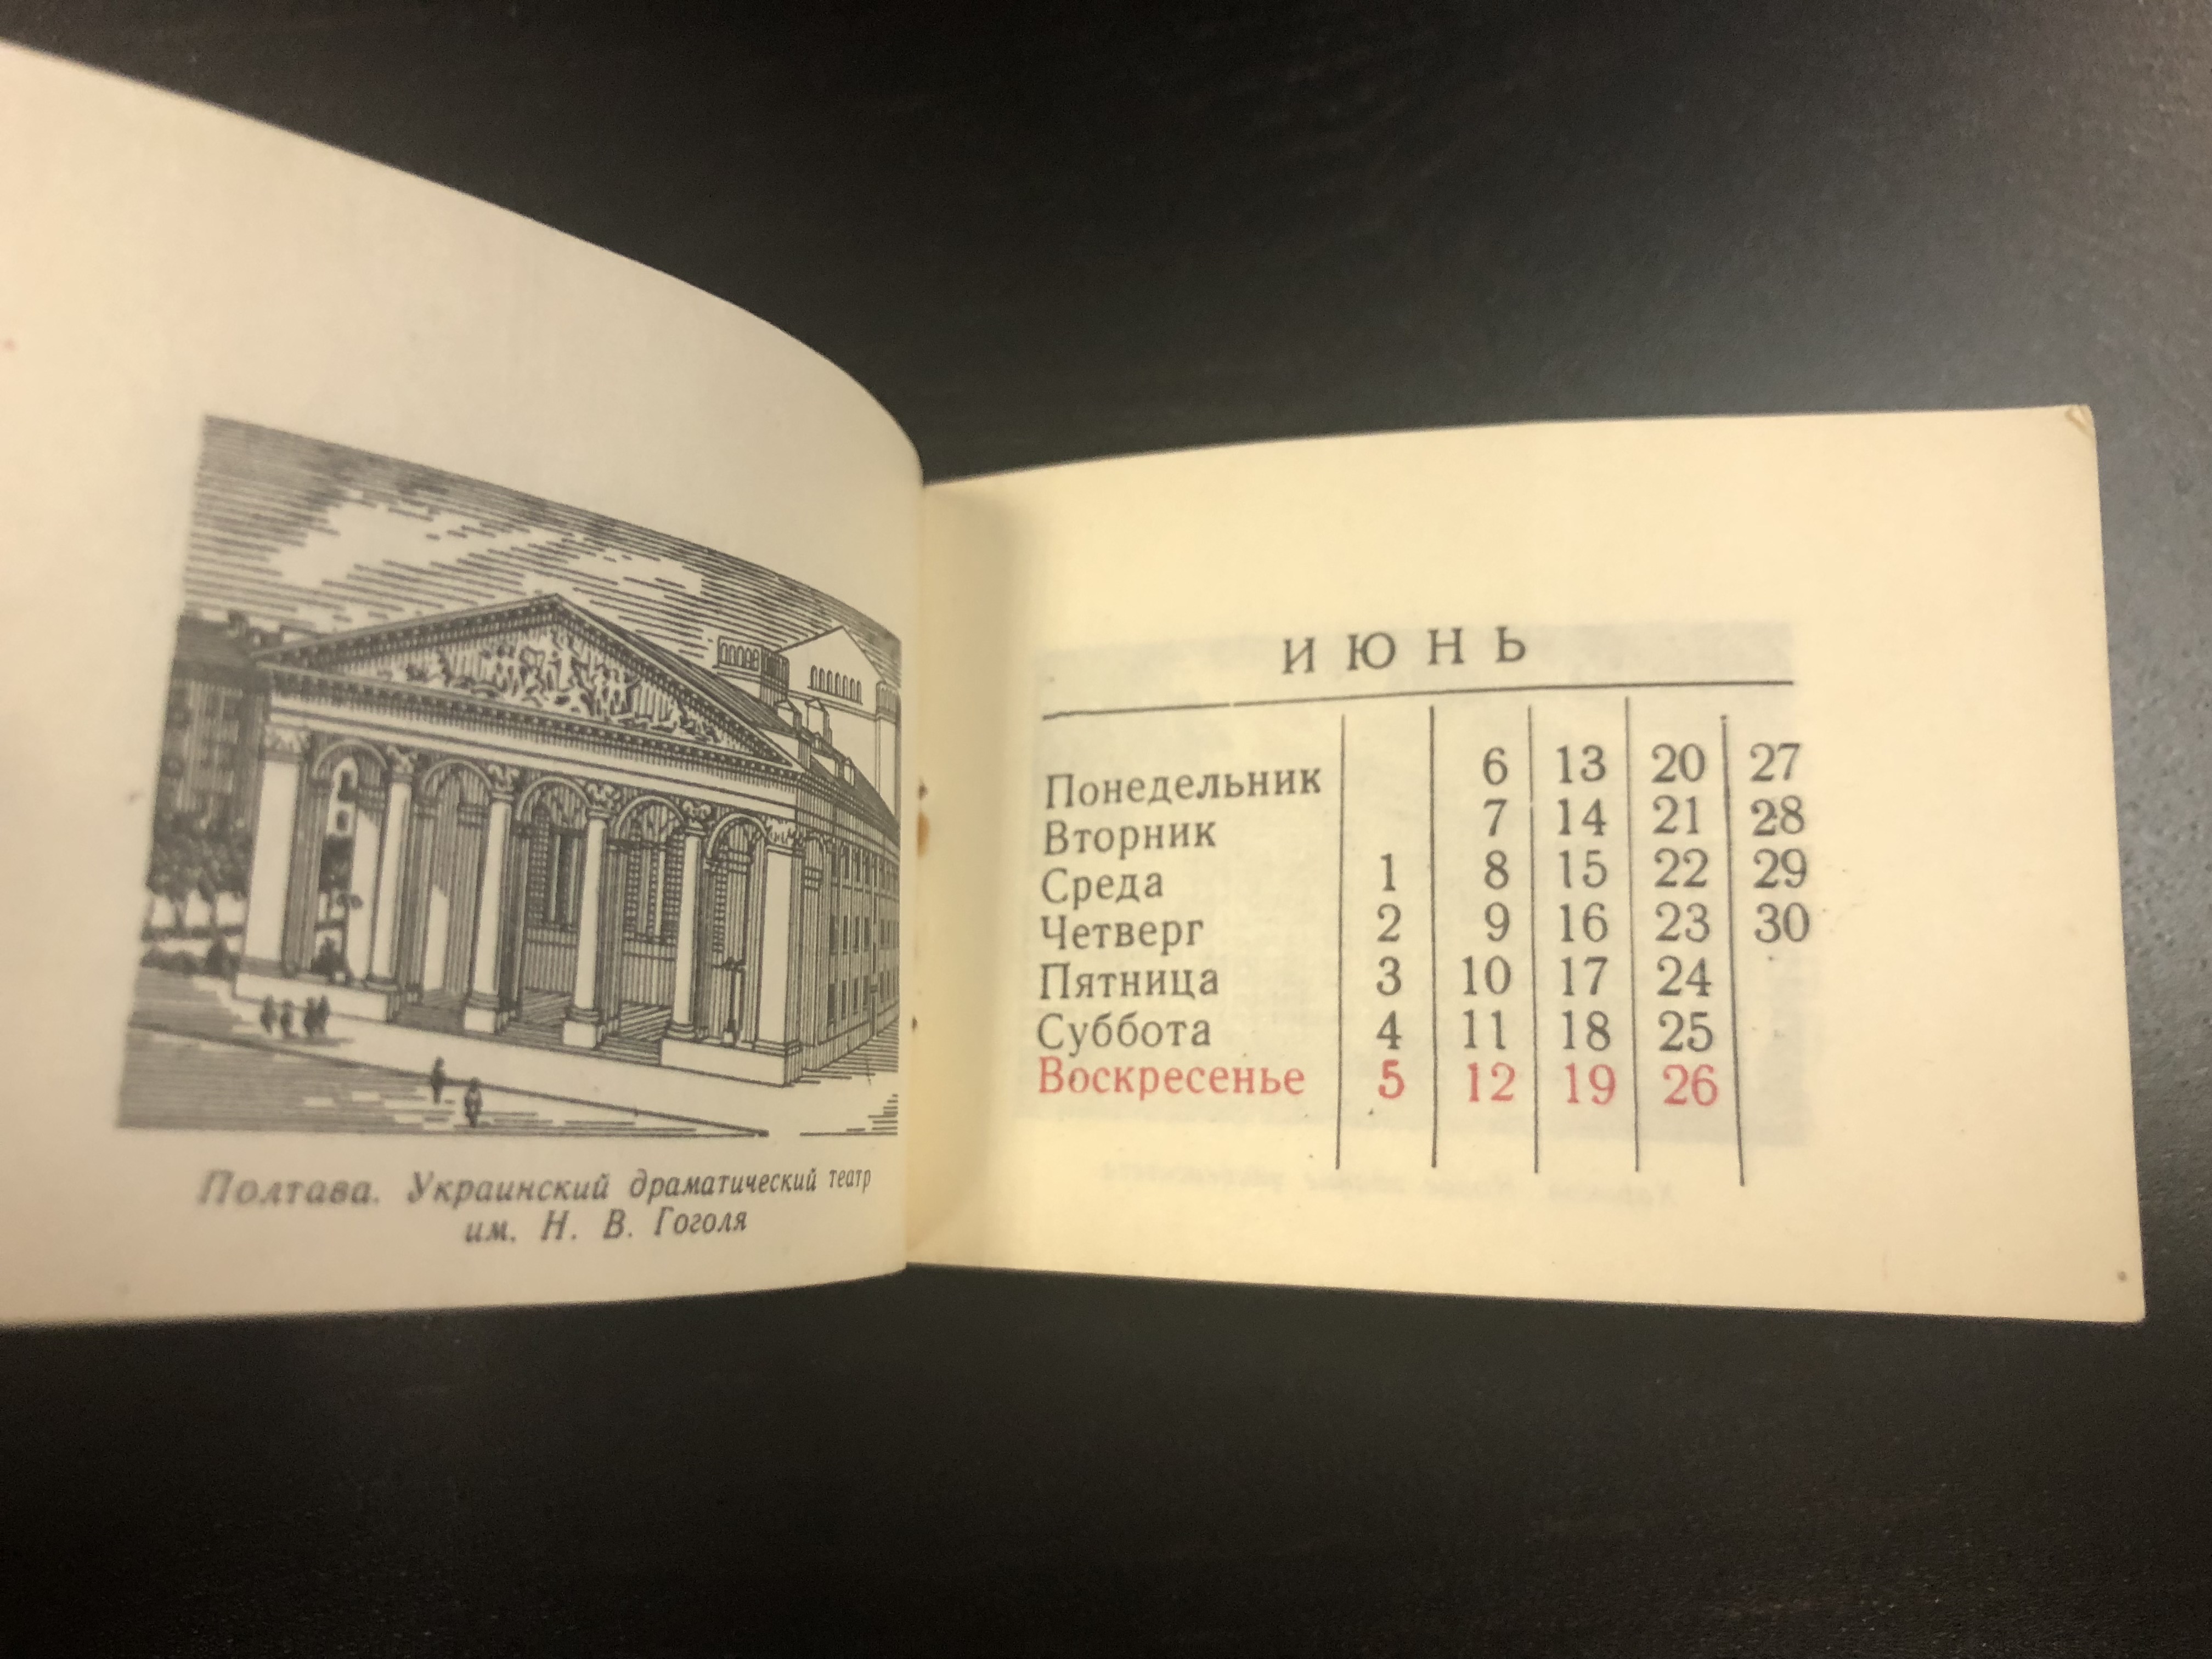 Полтава. Украинский драматический театр
им. Н. В. Гоголя
ИЮНЬ
Понедельник 6 13 20 27
Вторник 7 14 21 28
Среда 1 8 15 22 29
Четверг 2 9 16 23 30
Пятница 3 10 17 24
Суббота 4 11 18 25
Воскресенье 5 12 19 26